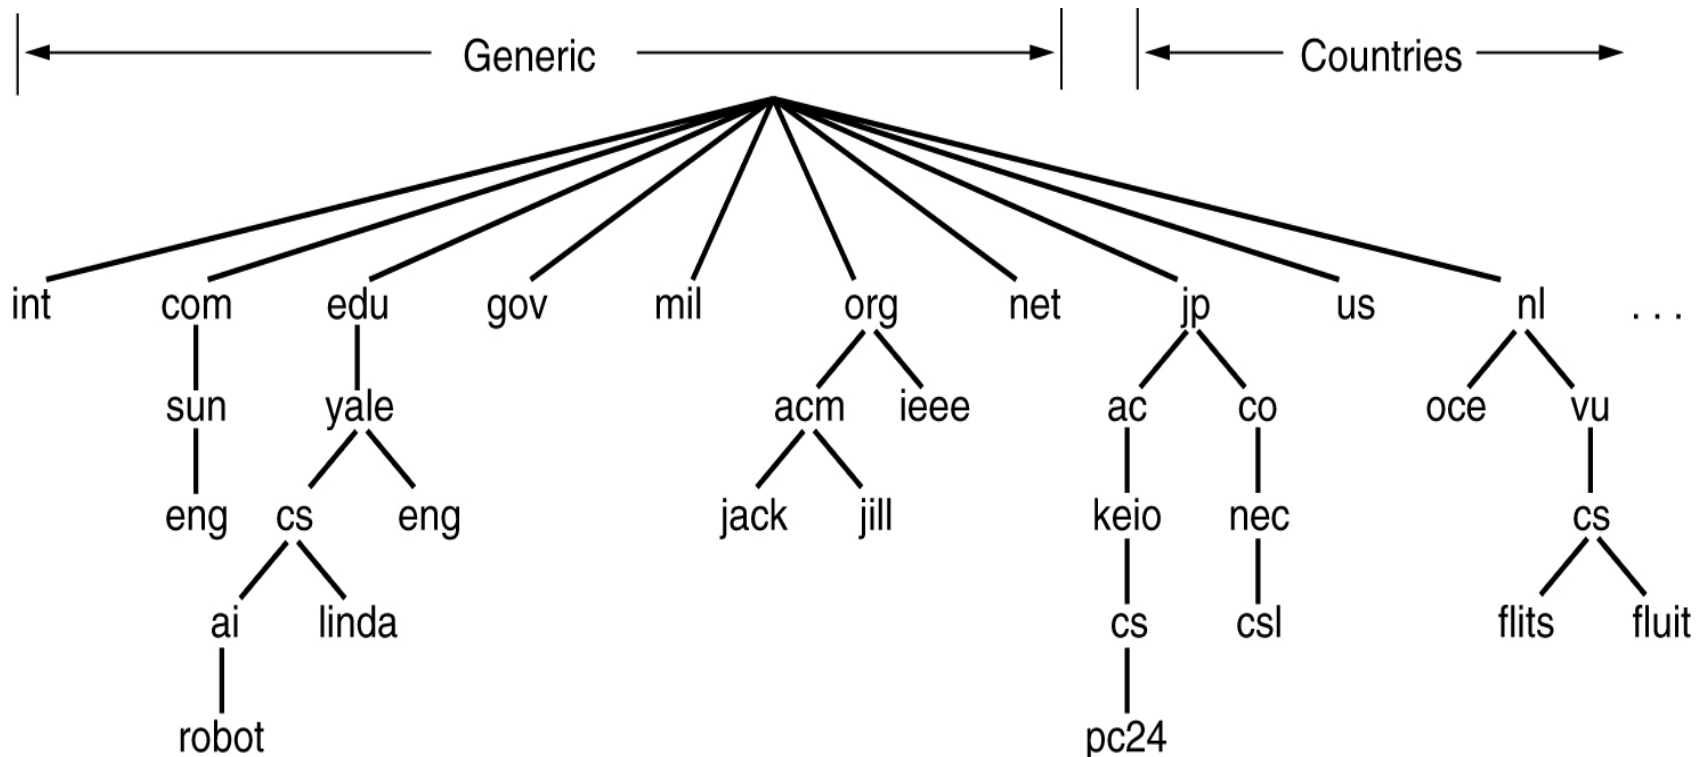 Generic Countries
int com edu gov mil org net jp us nl . . .
sun yale acm ieee ac co oce vu
eng cs eng jack jill keio nec cs
ai linda cs csl flits fluit
robot pc24